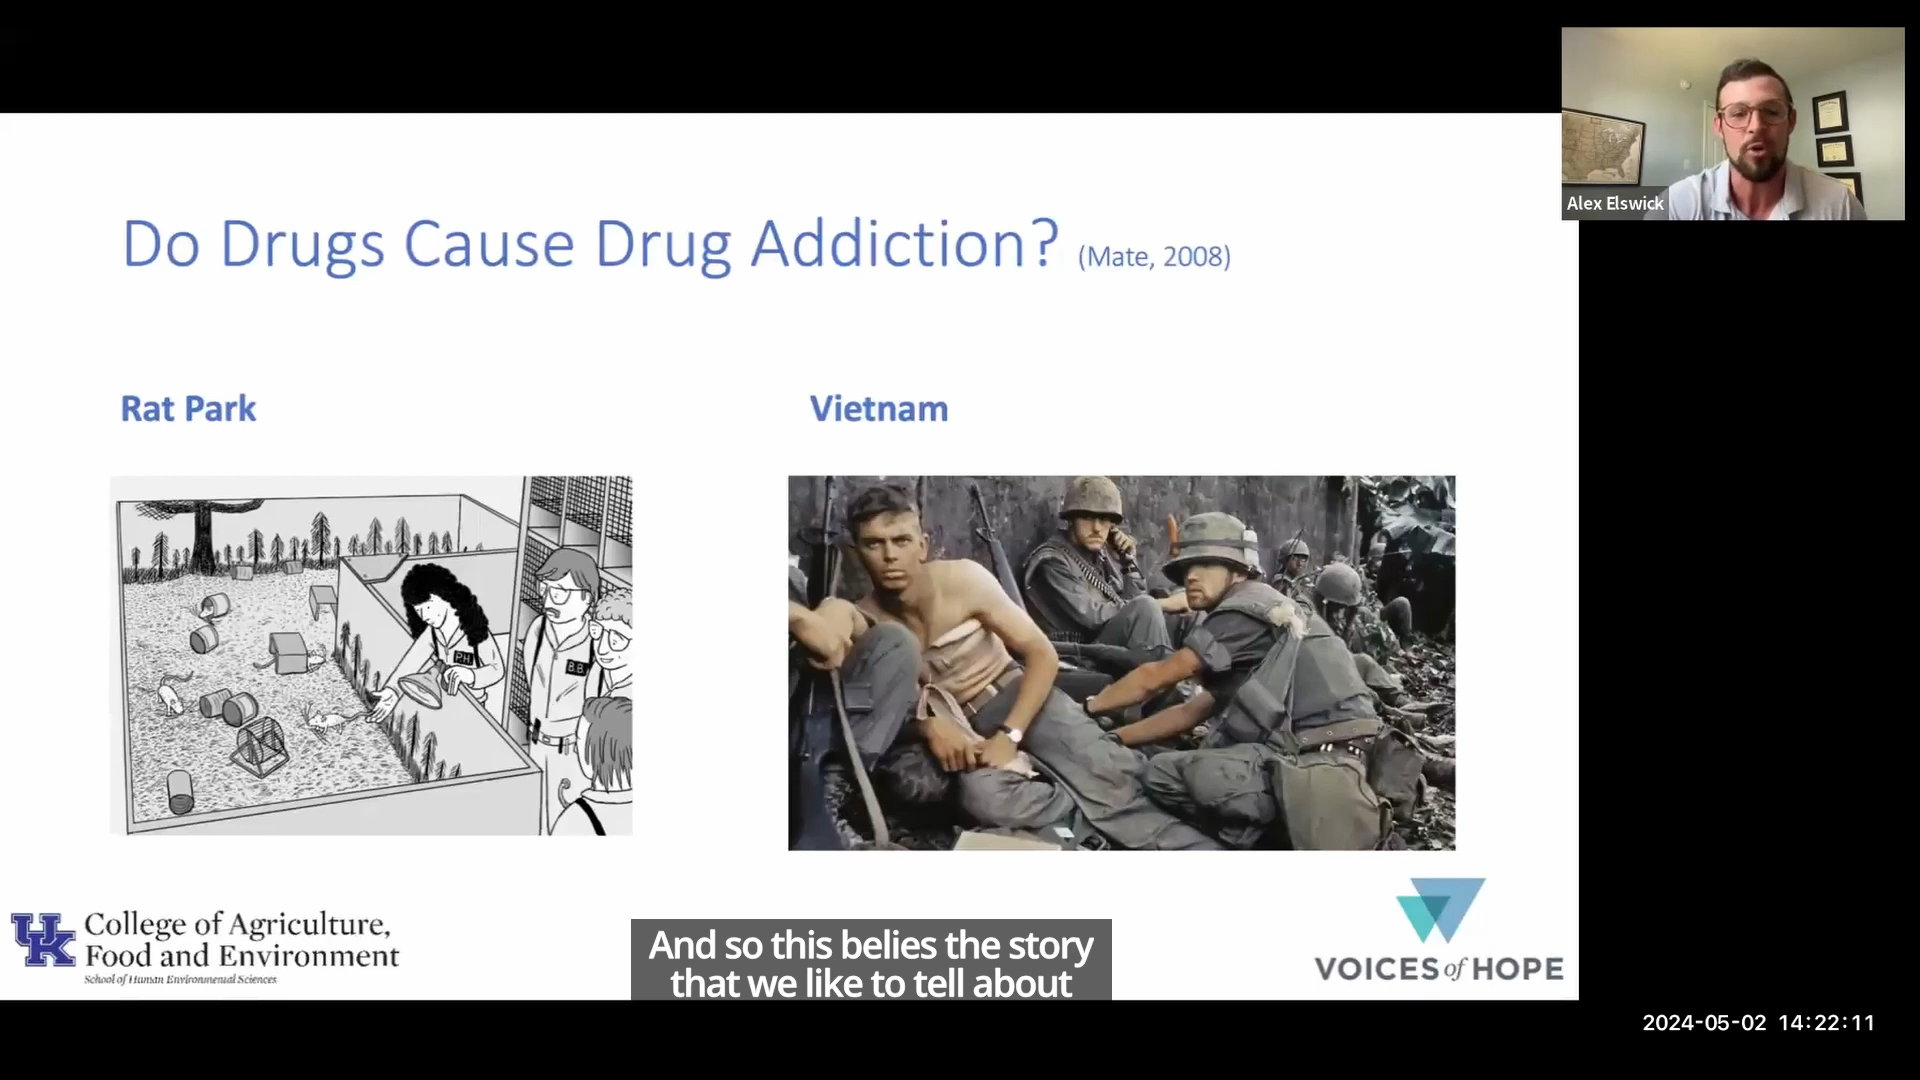 Alex Elswick
Do Drugs Cause Drug Addiction? (Mate, 2008)
Rat Park
Vietnam
P.H.
B.B.
UK
College of Agriculture,
Food and Environment
School of Human Environmental Sciences
And so this belies the story
that we like to tell about
VOICES of HOPE
2024-05-02 14:22:11